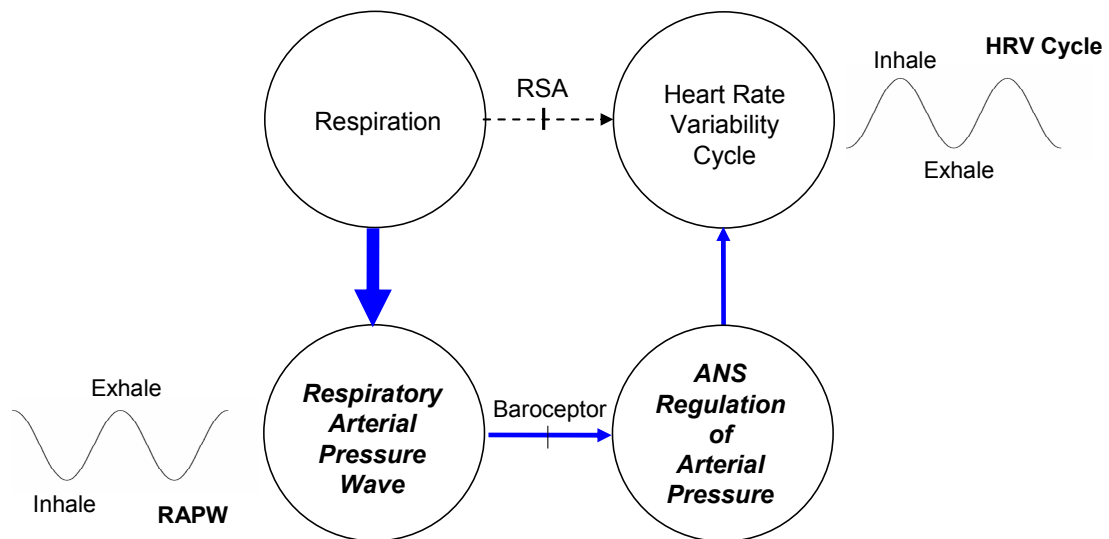 HRV Cycle
Inhale
RSA
Respiration
Heart Rate
Variability
Cycle
Exhale
Exhale
Respiratory
Arterial
Pressure
Wave
Baroceptor
ANS
Regulation
of
Arterial
Pressure
Inhale
RAPW